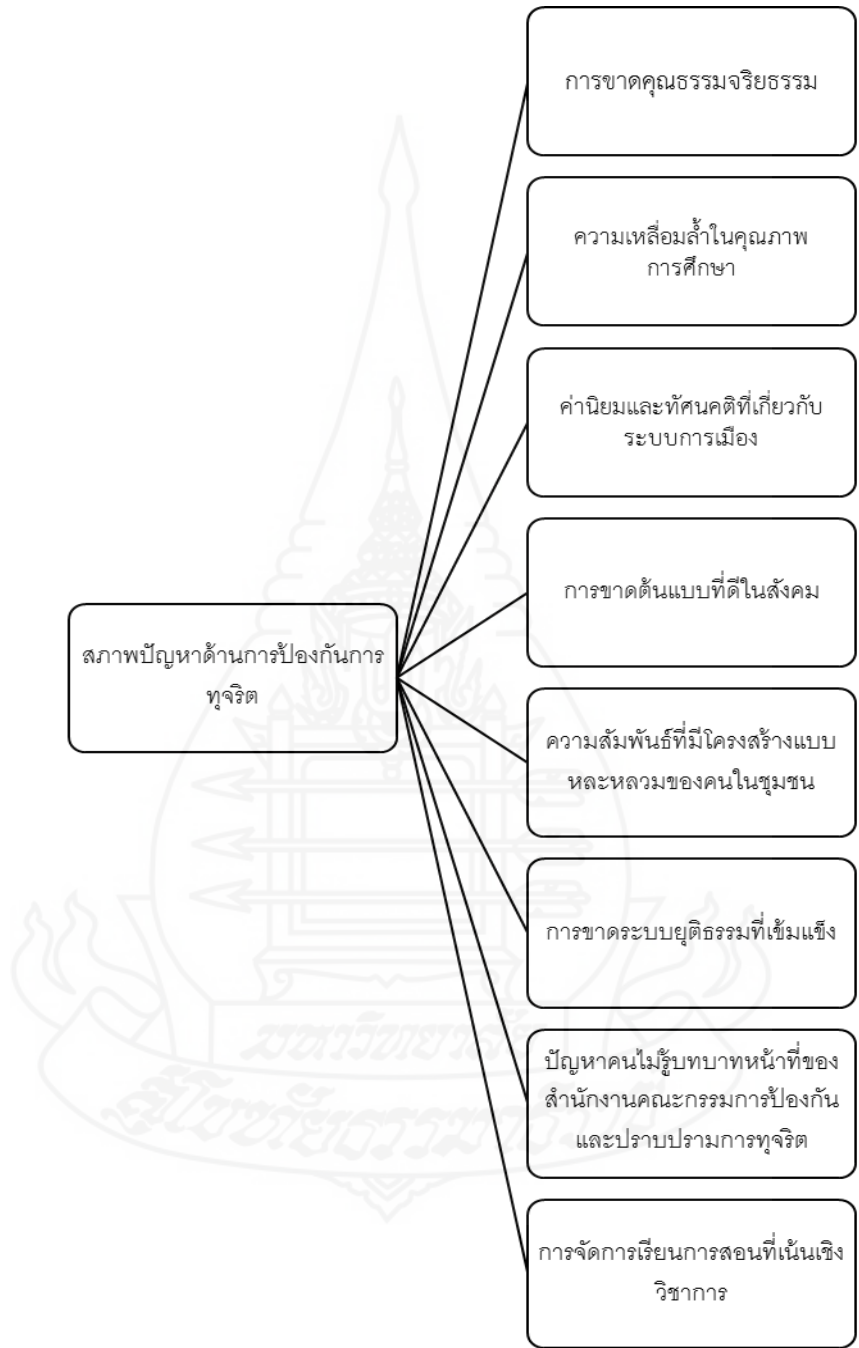 การขาดคุณธรรมจริยธรรม
ความเหลื่อมล้ำในคุณภาพ
การศึกษา
ค่านิยมและทัศนคติที่เกี่ยวกับ
ระบบการเมือง
การขาดต้นแบบที่ดีในสังคม
สภาพปัญหาด้านการป้องกันการ
ทุจริต
ความสัมพันธ์ที่มีโครงสร้างแบบ
หละหลวมของคนในชุมชน
การขาดระบบยุติธรรมที่เข้มแข็ง
ปัญหาคนไม่รู้บทบาทหน้าที่ของ
สำนักงานคณะกรรมการป้องกัน
และปราบปรามการทุจริต
การจัดการเรียนการสอนที่เน้นเชิง
วิชาการ